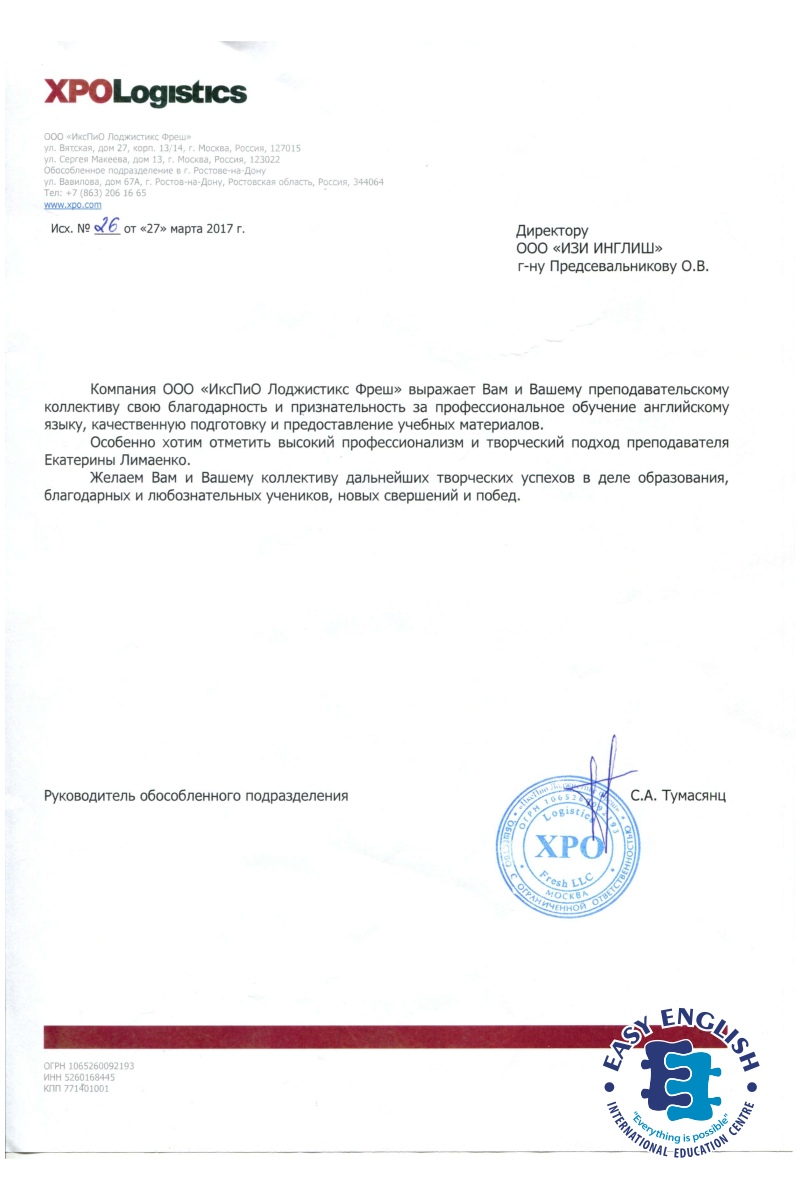 XPOLogistics
ООО «ИксПиО Лоджистикс Фреш»
ул. Вятская, дом 27, корп. 13/14, г. Москва, Россия, 127015
ул. Сергея Макеева, дом 13, г. Москва, Россия, 123022
Обособленное подразделение в г. Ростове-на-Дону
ул. Вавилова, дом 67А, г. Ростов-на-Дону, Ростовская область, Россия, 344064
Тел: +7 (863) 206 16 65
www.xpo.com
Исх. № 26 от «27» марта 2017 г.
Директору
ООО «ИЗИ ИНГЛИШ»
г-ну Предсевальникову О.В.
Компания ООО «ИксПиО Лоджистикс Фреш» выражает Вам и Вашему преподавательскому
коллективу свою благодарность и признательность за профессиональное обучение английскому
языку, качественную подготовку и предоставление учебных материалов.
Особенно хотим отметить высокий профессионализм и творческий подход преподавателя
Екатерины Лимаенко.
Желаем Вам и Вашему коллективу дальнейших творческих успехов в деле образования,
благодарных и любознательных учеников, новых свершений и побед.
Руководитель обособленного подразделения
С.А. Тумасянц
Logistics
XPO
Fresh LLC
МОСКВА
С ОГРАНИЧЕННОЙ ОТВЕТСТВЕННОСТЬЮ
ОГРН 1065260092193
ИНН 5260168445
КПП 771401001
EASY ENGLISH
"Everything is possible"
INTERNATIONAL EDUCATION CENTRE